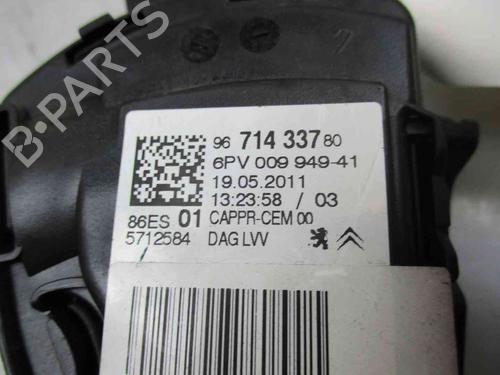 B-PARTS
96 714 337 80
6PV 009 949-41
19.05.2011
13:23:58 / 03
86ES 01 CAPPR-CEM 00
5712584 DAG LVV